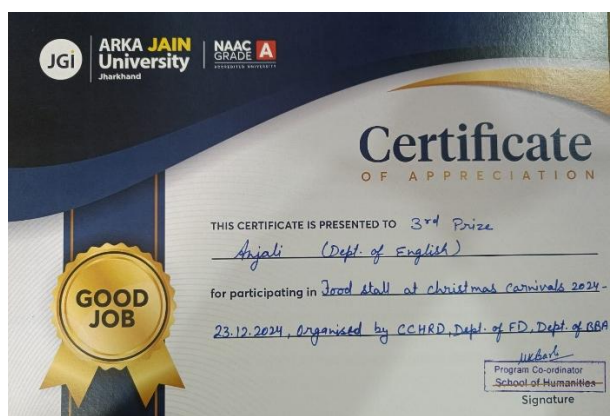 JGi
ARKA JAIN
University
Jharkhand
NAAC
GRADE A
ACCREDITED UNIVERSITY
Certificate
OF APPRECIATION
THIS CERTIFICATE IS PRESENTED TO 3rd Prize
Anjali (Dept. of English)
for participating in Food stall at christmas carnivals 2024-
23.12.2024, Organised by CCHRD, Dept. of FD, Dept. of BBA
GOOD
JOB
Program Co-ordinator
School of Humanities
Signature